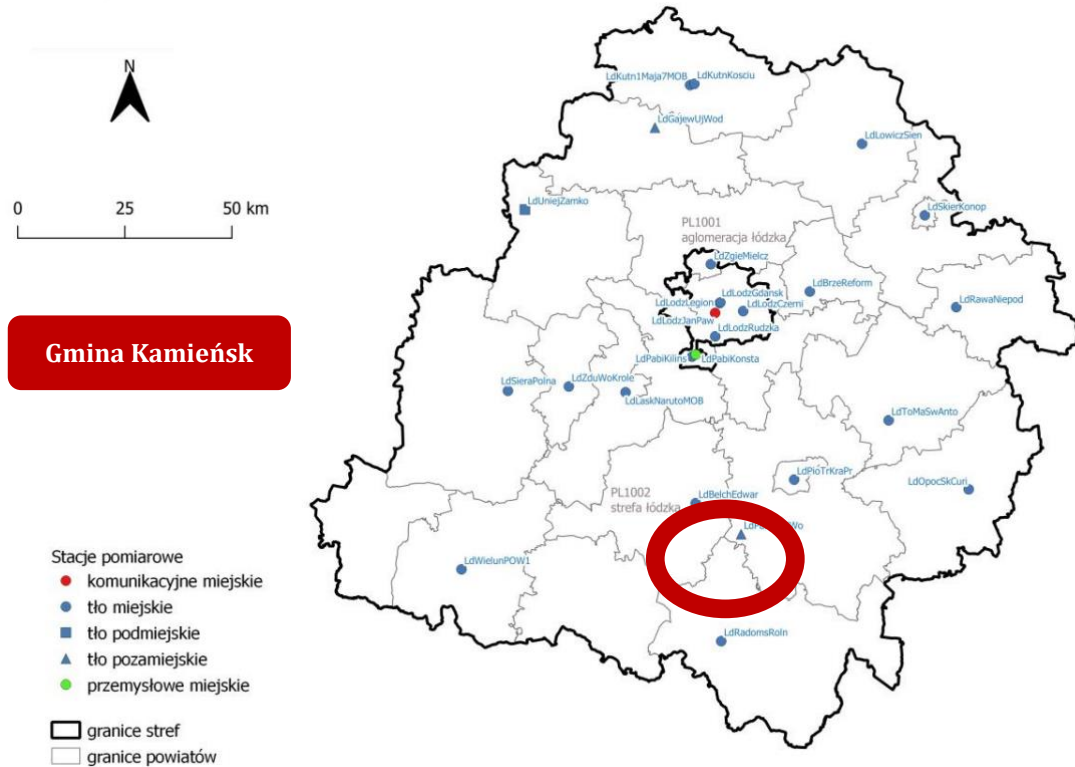 N
LdKutn1Maja7MOB
LdKutnKosciu
LdGajewUjWod
LdLowiczSien
0 25 50 km
LdUniejZamko
LdSkierKonop
PL1001
aglomeracja łódzka
LdZgieMielcz
LdLodzGdansk
LdBrzeReform
LdLodzLegion
LdLodzCzerni
LdRawaNiepod
LdLodzJanPaw
LdLodzRudzka
Gmina Kamieńsk
LdPabiKilins
LdPabiKonsta
LdSieraPolna
LdZduWoKrole
LdLaskNarutoMOB
LdToMaSwAnto
LdPioTrKraPr
LdOpocSkCuri
PL1002
strefa łódzka
LdBelchEdwar
LdWielunPOW1
LdRadomsRoln
Stacje pomiarowe
komunikacyjne miejskie
tło miejskie
tło podmiejskie
tło pozamiejskie
przemysłowe miejskie
granice stref
granice powiatów